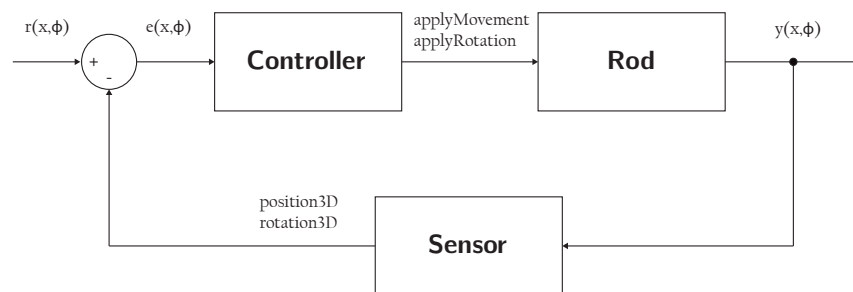 r(x,ϕ)
e(x,ϕ)
applyMovement
applyRotation
y(x,ϕ)
+
-
Controller
Rod
position3D
rotation3D
Sensor